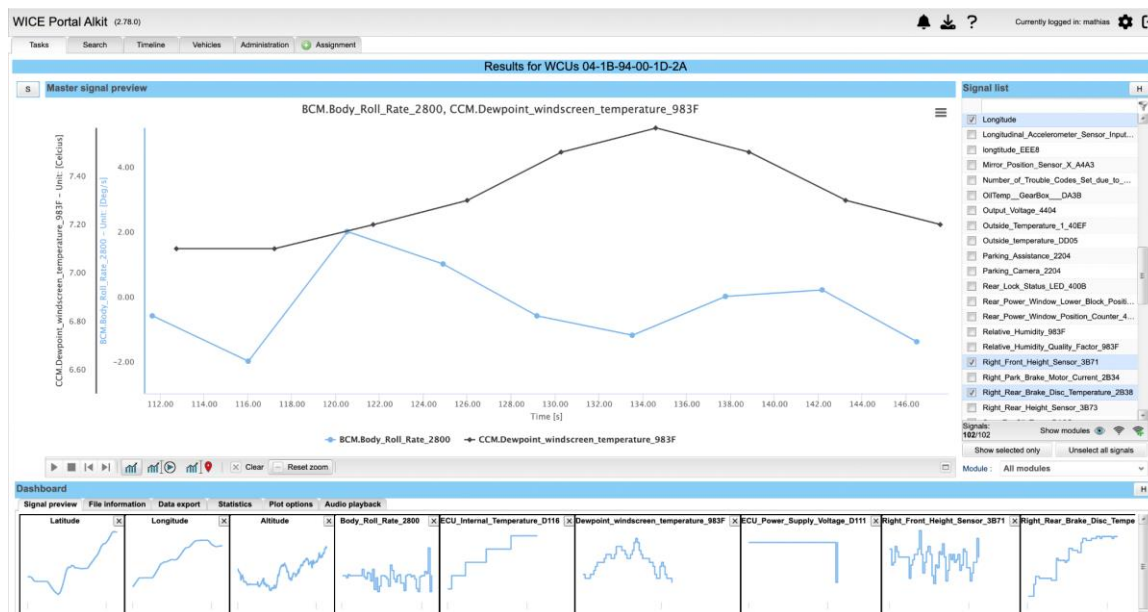 WICE Portal Alkit (2.78.0)
?
Currently logged in: mathias
Tasks
Search
Timeline
Vehicles
Administration
Assignment
Results for WCUs 04-1B-94-00-1D-2A
S
Master signal preview
BCM.Body_Roll_Rate_2800, CCM.Dewpoint_windscreen_temperature_983F
CCM.Dewpoint_windscreen_temperature_983F - Unit: [Celcius]
7.40
7.20
7.00
6.80
6.60
BCM.Body_Roll_Rate_2800 - Unit: [Deg/s]
4.00
2.00
0.00
-2.00
112.00 114.00 116.00 118.00 120.00 122.00 124.00 126.00 128.00 130.00 132.00 134.00 136.00 138.00 140.00 142.00 144.00 146.00
Time [s]
BCM.Body_Roll_Rate_2800 CCM.Dewpoint_windscreen_temperature_983F
Clear
Reset zoom
Signal list
H
Longitude
Longitudinal_Accelerometer_Sensor_Input...
longtitude_EEE8
Mirror_Position_Sensor_X_A4A3
Number_of_Trouble_Codes_Set_due_to_...
OilTemp__GearBox___DA3B
Output_Voltage_4404
Outside_Temperature_1_40EF
Outside_temperature_DD05
Parking_Assistance_2204
Parking_Camera_2204
Rear_Lock_Status_LED_400B
Rear_Power_Window_Lower_Block_Positi...
Rear_Power_Window_Position_Counter_4...
Relative_Humidity_983F
Relative_Humidity_Quality_Factor_983F
Right_Front_Height_Sensor_3B71
Right_Park_Brake_Motor_Current_2B34
Right_Rear_Brake_Disc_Temperature_2B38
Right_Rear_Height_Sensor_3B73
Signals:
102/102
Show modules
Show selected only
Unselect all signals
Module :
All modules
Dashboard
H
Signal preview
File information
Data export
Statistics
Plot options
Audio playback
Latitude
Longitude
Altitude
Body_Roll_Rate_2800
ECU_Internal_Temperature_D116
Dewpoint_windscreen_temperature_983F
ECU_Power_Supply_Voltage_D111
Right_Front_Height_Sensor_3B71
Right_Rear_Brake_Disc_Tempe